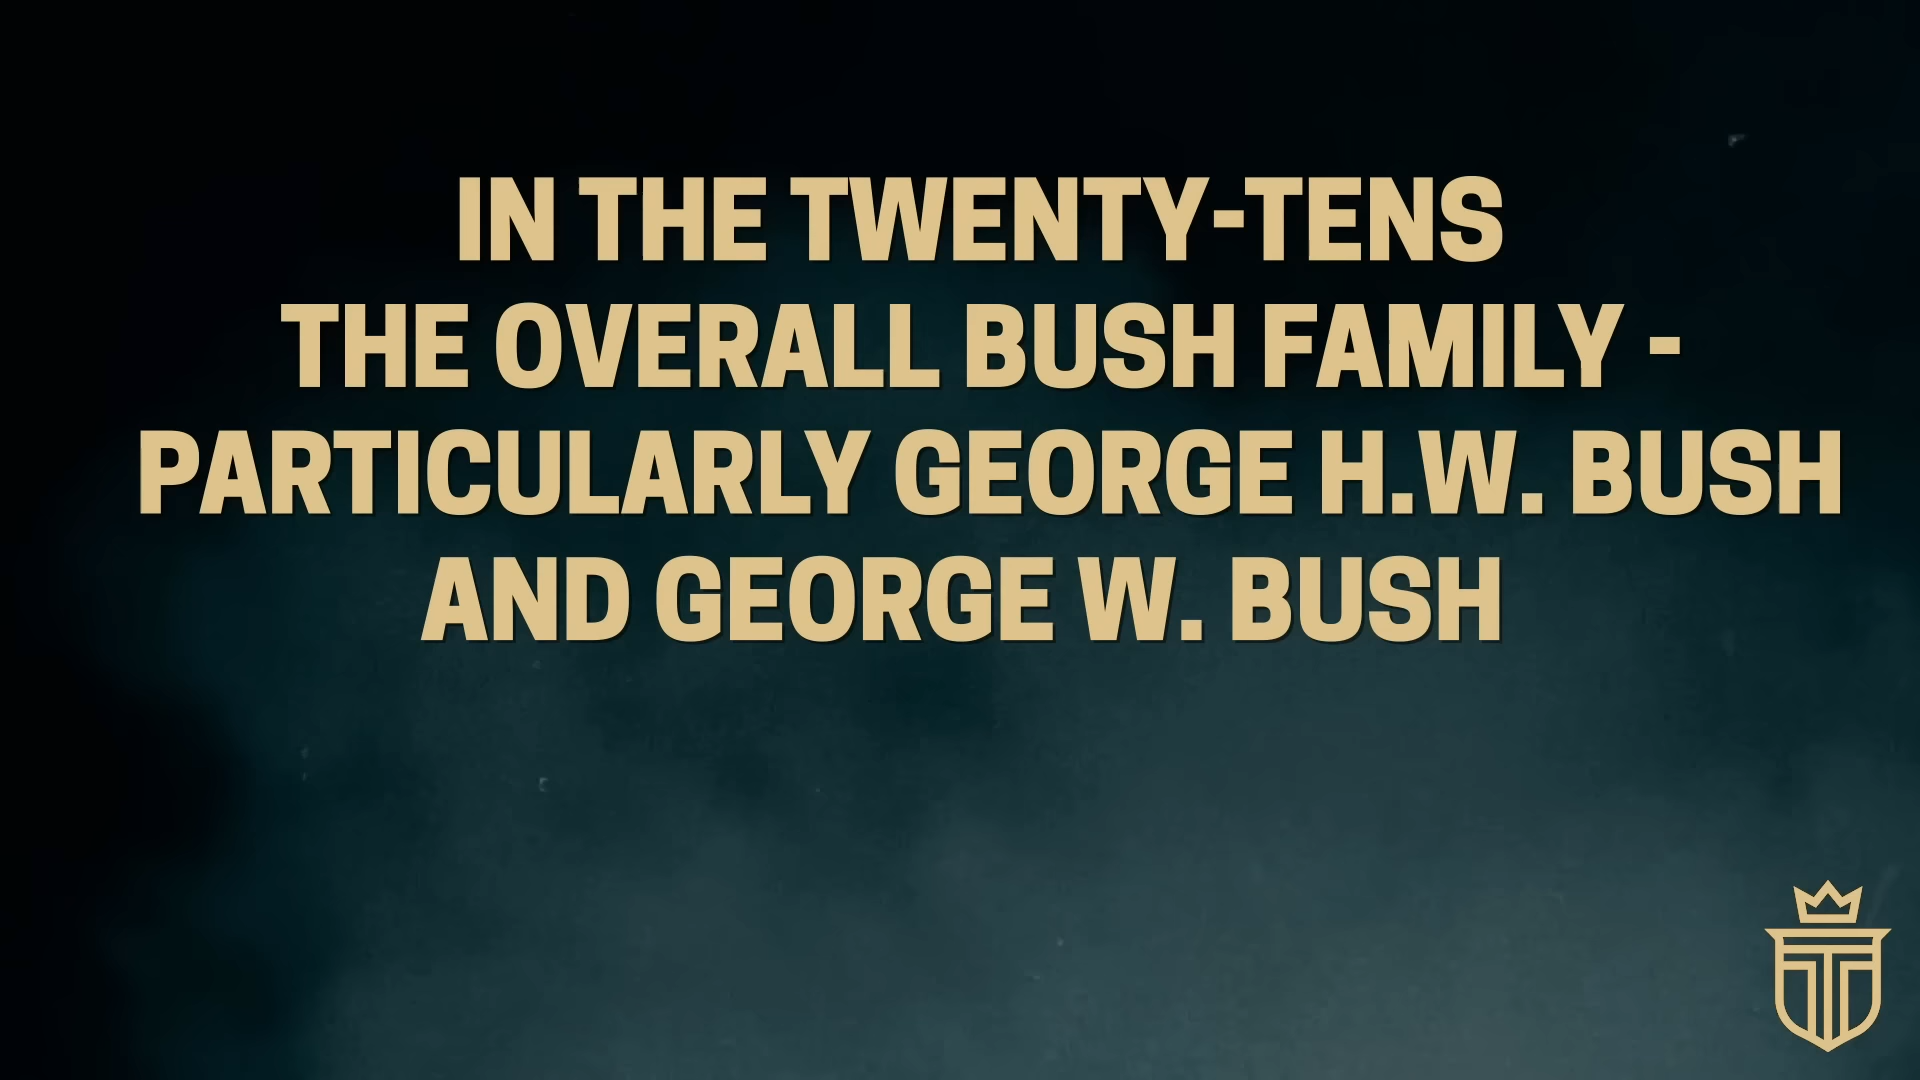 IN THE TWENTY-TENS
THE OVERALL BUSH FAMILY -
PARTICULARLY GEORGE H.W. BUSH
AND GEORGE W. BUSH